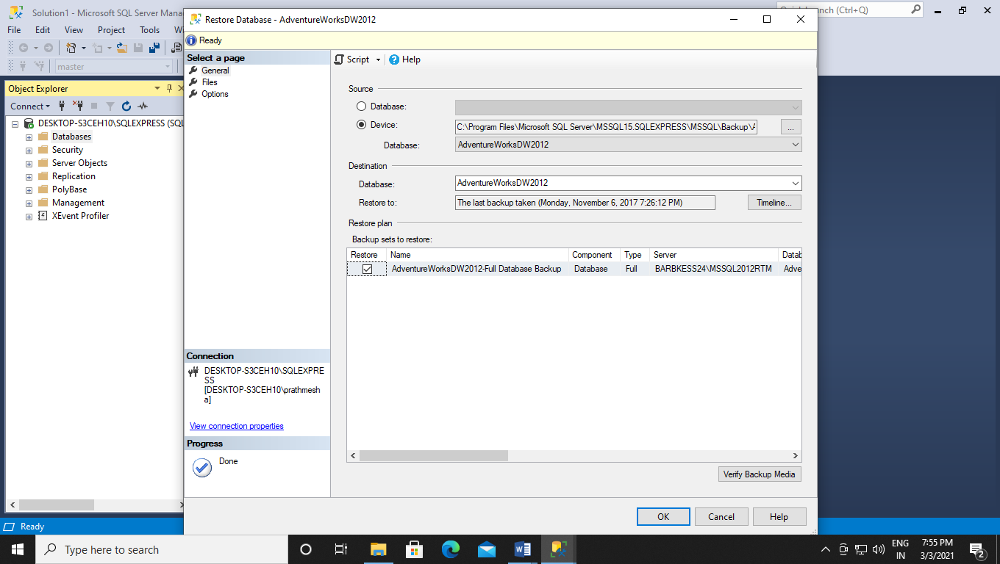 Solution1 - Microsoft SQL Server Mana
nch (Ctrl+Q)
File Edit View Project Tools
master
Object Explorer
Connect
DESKTOP-S3CEH10\SQLEXPRESS (SQL
Databases
Security
Server Objects
Replication
PolyBase
Management
XEvent Profiler
Ready
Restore Database - AdventureWorksDW2012
Ready
Select a page
General
Files
Options
Connection
DESKTOP-S3CEH10\SQLEXPRE
SS
[DESKTOP-S3CEH10\prathmesh
a]
View connection properties
Progress
Done
Script Help
Source
Database:
Device: C:\Program Files\Microsoft SQL Server\MSSQL15.SQLEXPRESS\MSSQL\Backup\A ...
Database: AdventureWorksDW2012
Destination
Database: AdventureWorksDW2012
Restore to: The last backup taken (Monday, November 6, 2017 7:26:12 PM) Timeline...
Restore plan
Backup sets to restore:
Restore Name Component Type Server Datab
AdventureWorksDW2012-Full Database Backup Database Full BARBKESS24\MSSQL2012RTM Adve
Verify Backup Media
OK Cancel Help
Type here to search
ENG
IN
7:55 PM
3/3/2021
2